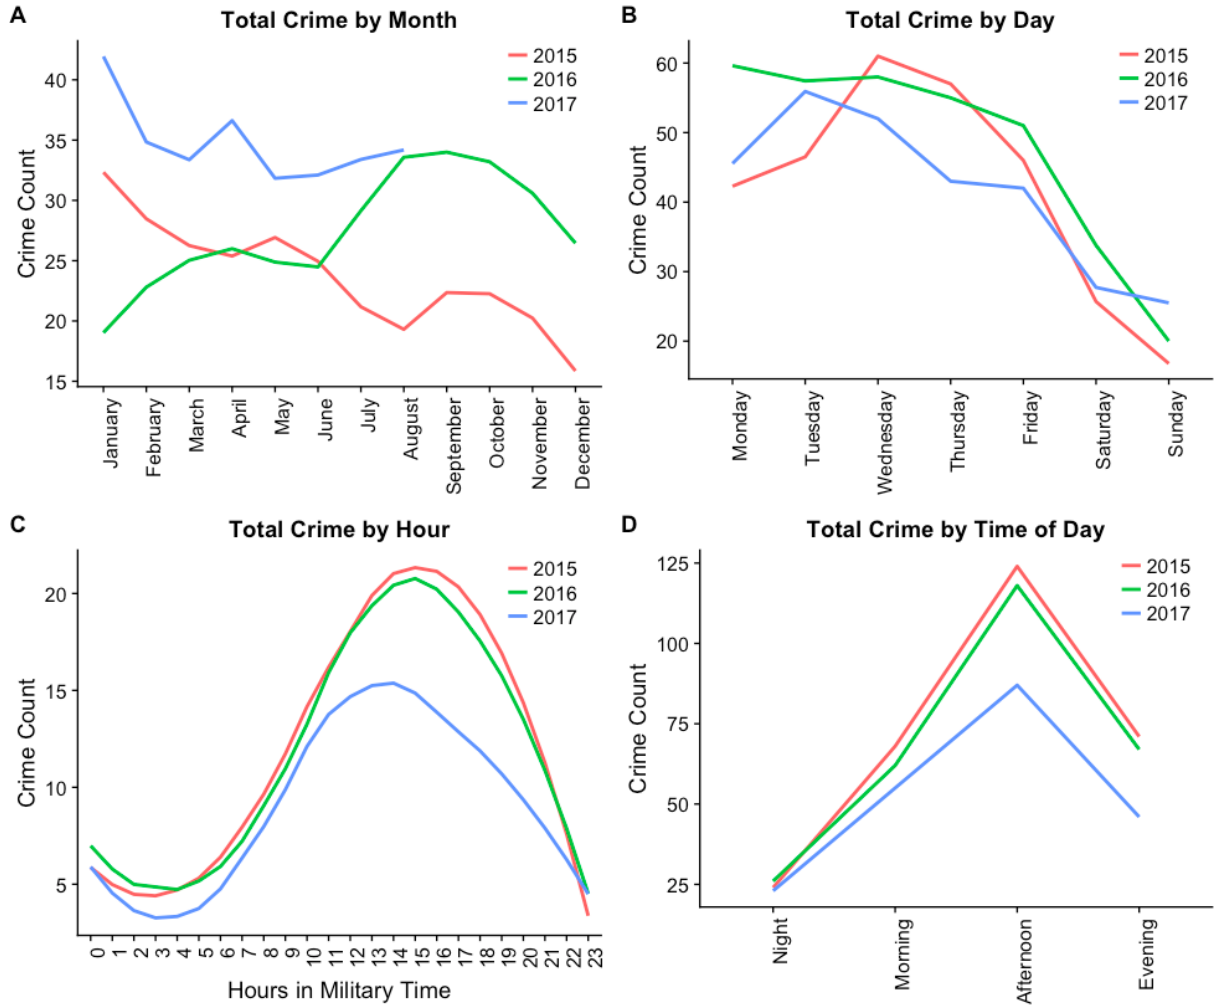 A
Total Crime by Month
2015
2016
2017
40
35
30
25
20
15
Crime Count
January
February
March
April
May
June
July
August
September
October
November
December
B
Total Crime by Day
2015
2016
2017
60
50
40
30
20
Crime Count
Monday
Tuesday
Wednesday
Thursday
Friday
Saturday
Sunday
C
Total Crime by Hour
2015
2016
2017
20
15
10
5
Crime Count
0
1
2
3
4
5
6
7
8
9
10
11
12
13
14
15
16
17
18
19
20
21
22
23
Hours in Military Time
D
Total Crime by Time of Day
2015
2016
2017
125
100
75
50
25
Crime Count
Night
Morning
Afternoon
Evening